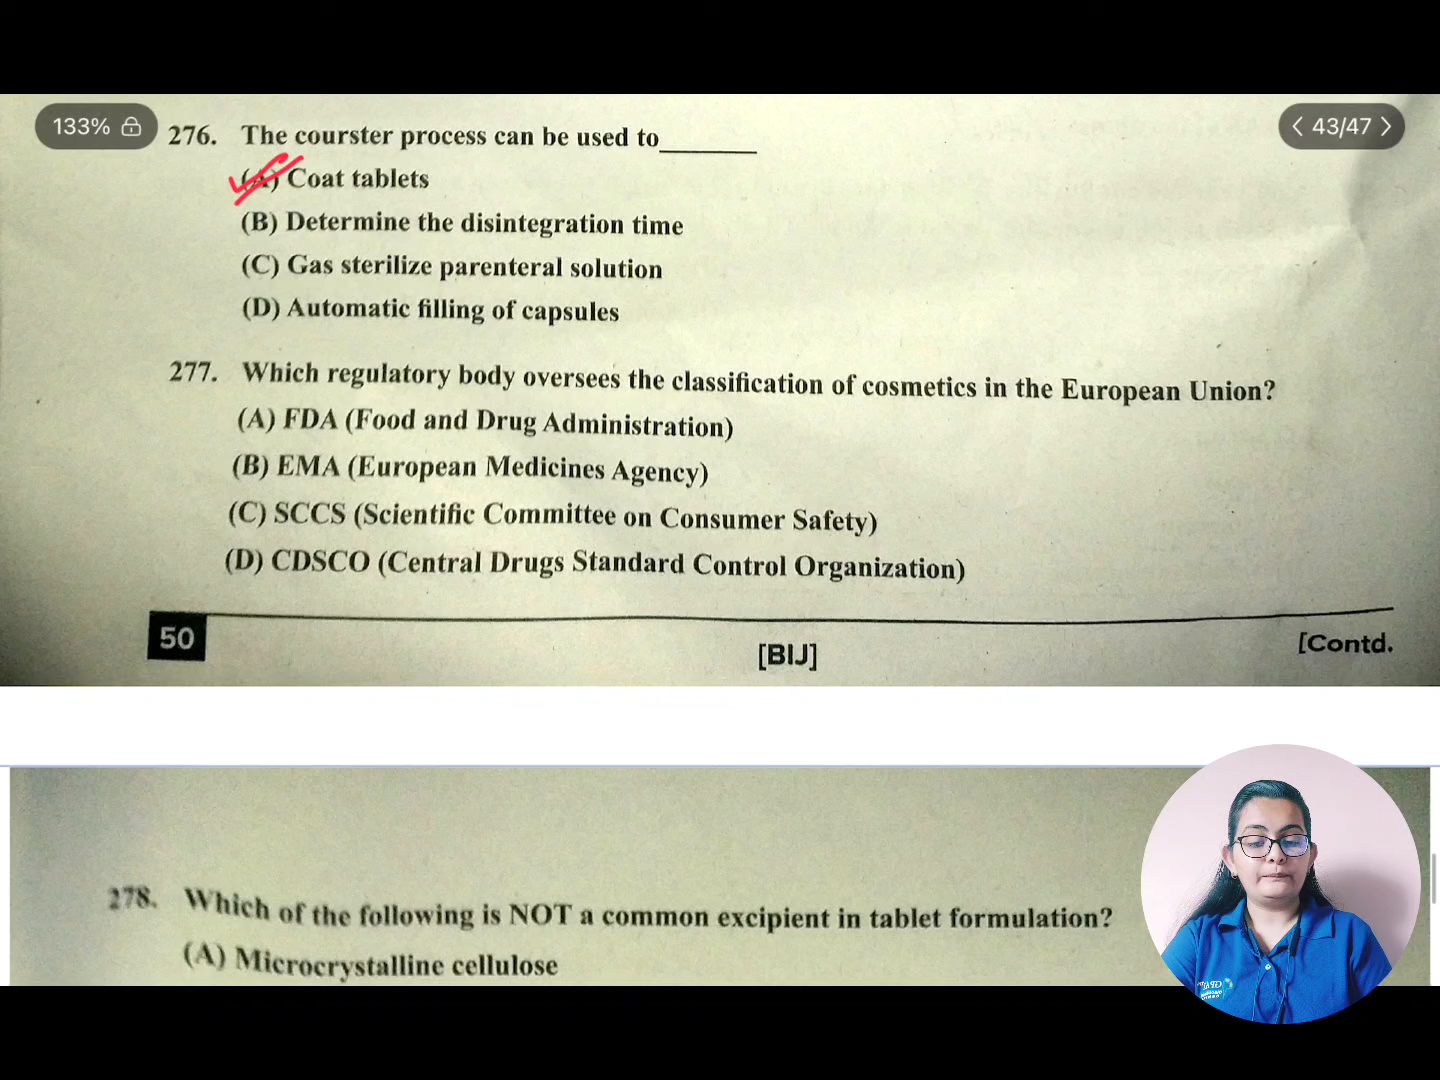 133%
43/47
276. The courster process can be used to________
(A) Coat tablets
(B) Determine the disintegration time
(C) Gas sterilize parenteral solution
(D) Automatic filling of capsules
277. Which regulatory body oversees the classification of cosmetics in the European Union?
(A) FDA (Food and Drug Administration)
(B) EMA (European Medicines Agency)
(C) SCCS (Scientific Committee on Consumer Safety)
(D) CDSCO (Central Drugs Standard Control Organization)
50
[BIJ]
[Contd.
278. Which of the following is NOT a common excipient in tablet formulation?
(A) Microcrystalline cellulose